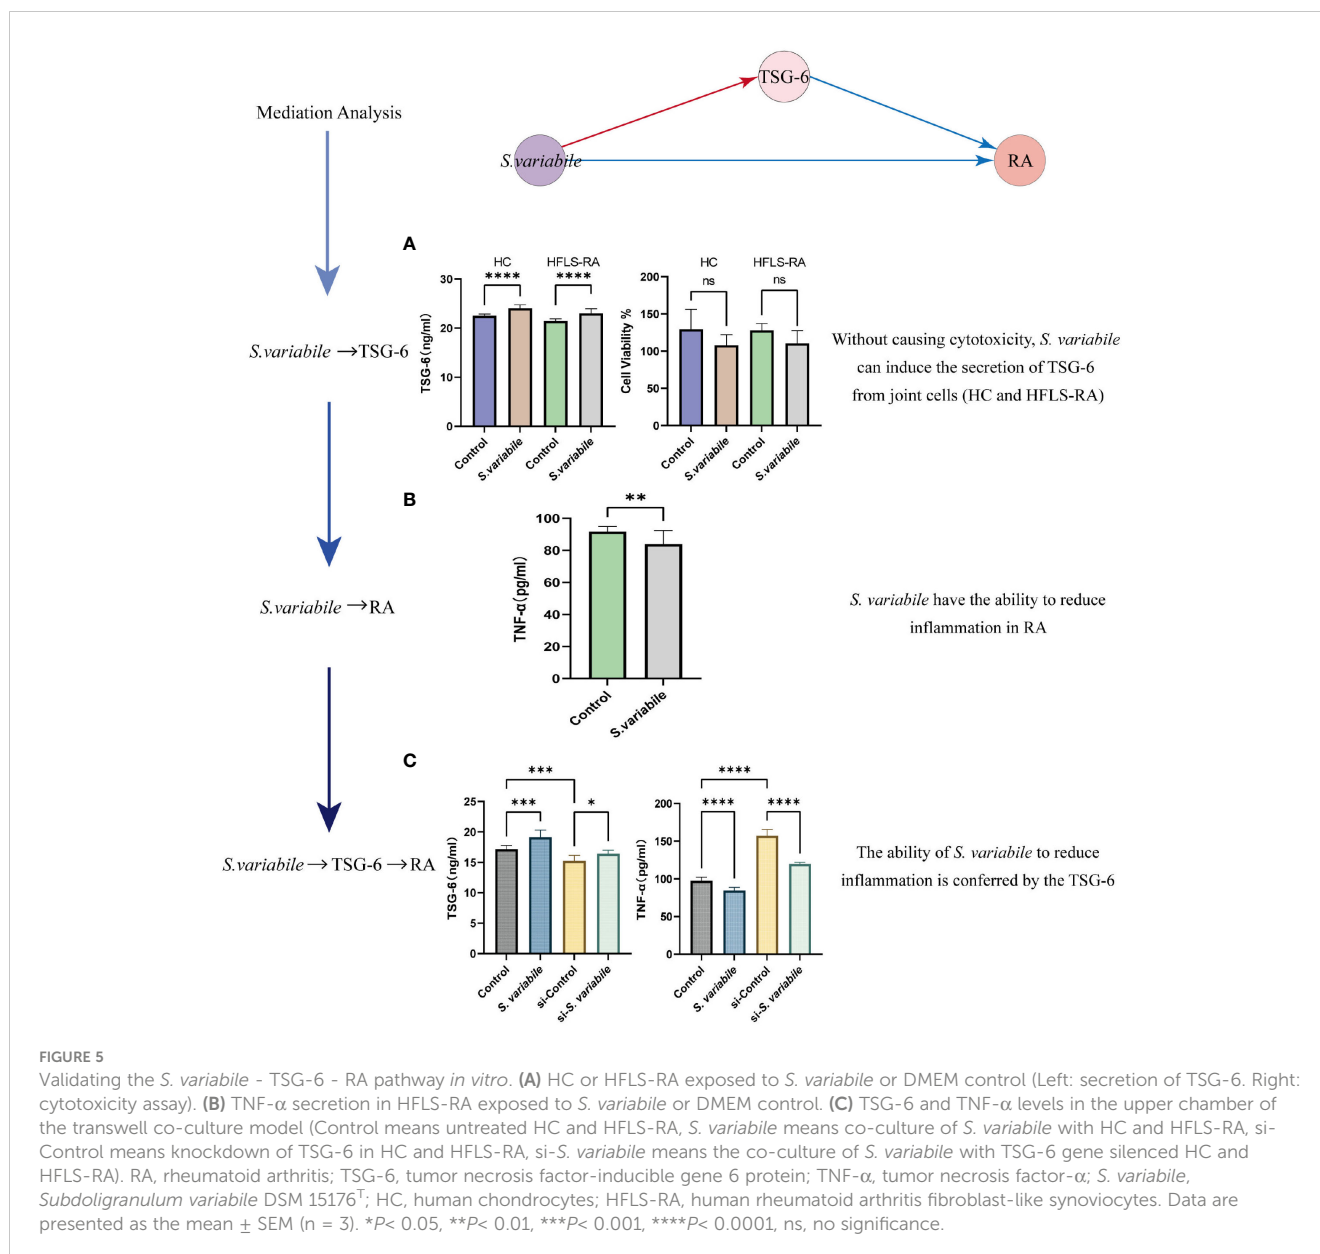 Mediation Analysis
TSG-6
S.variabile
RA
A
HC
HFLS-RA
****
****
30
20
10
0
TSG-6(ng/ml)
Control
S.variabile
Control
S.variabile
HC
HFLS-RA
ns
ns
200
150
100
50
0
Cell Viability %
Control
S.variabile
Control
S.variabile
S.variabile →TSG-6
Without causing cytotoxicity, S. variabile
can induce the secretion of TSG-6
from joint cells (HC and HFLS-RA)
B
**
100
80
60
40
20
0
TNF-α(pg/ml)
Control
S.variabile
S.variabile →RA
S. variabile have the ability to reduce
inflammation in RA
C
***
***
*
25
20
15
10
5
0
TSG-6(ng/ml)
Control
S. variabile
si-Control
si-S. variabile
****
****
****
200
150
100
50
0
TNF-α(pg/ml)
Control
S. variabile
si-Control
si-S. variabile
S.variabile→TSG-6→RA
The ability of S. variabile to reduce
inflammation is conferred by the TSG-6
FIGURE 5
Validating the S. variabile - TSG-6 - RA pathway in vitro. (A) HC or HFLS-RA exposed to S. variabile or DMEM control (Left: secretion of TSG-6. Right:
cytotoxicity assay). (B) TNF-α secretion in HFLS-RA exposed to S. variabile or DMEM control. (C) TSG-6 and TNF-α levels in the upper chamber of
the transwell co-culture model (Control means untreated HC and HFLS-RA, S. variabile means co-culture of S. variabile with HC and HFLS-RA, si-
Control means knockdown of TSG-6 in HC and HFLS-RA, si-S. variabile means the co-culture of S. variabile with TSG-6 gene silenced HC and
HFLS-RA). RA, rheumatoid arthritis; TSG-6, tumor necrosis factor-inducible gene 6 protein; TNF-α, tumor necrosis factor-α; S. variabile,
Subdoligranulum variabile DSM 15176T; HC, human chondrocytes; HFLS-RA, human rheumatoid arthritis fibroblast-like synoviocytes. Data are
presented as the mean ± SEM (n = 3). *P< 0.05, **P< 0.01, ***P< 0.001, ****P< 0.0001, ns, no significance.